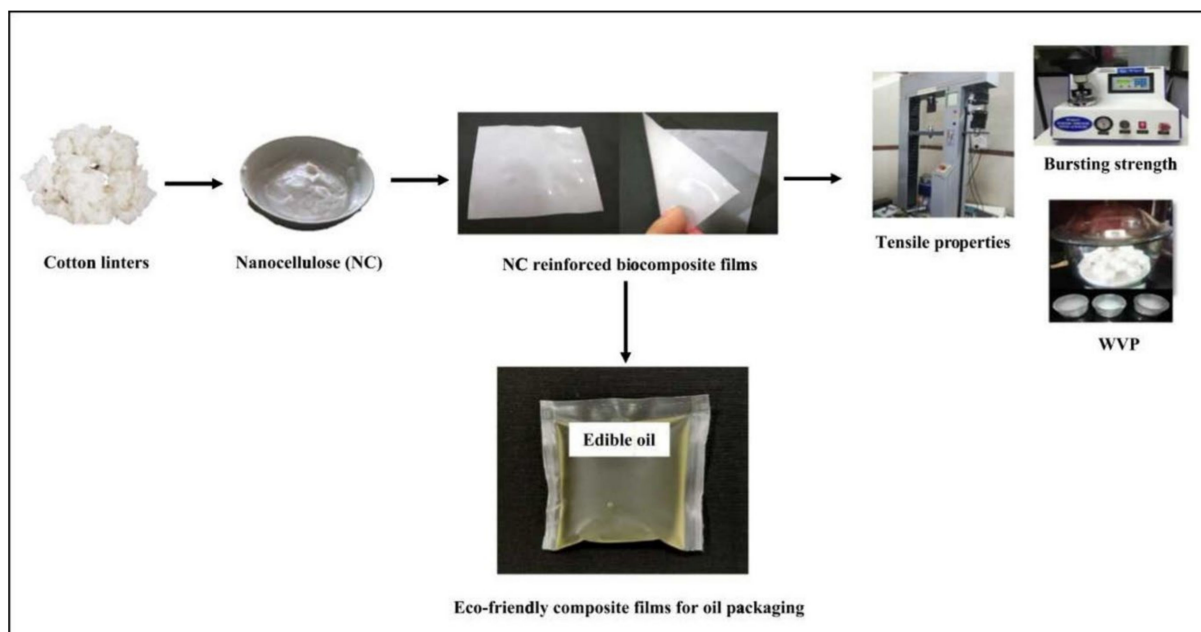 Cotton linters
Nanocellulose (NC)
NC reinforced biocomposite films
Tensile properties
Bursting strength
WVP
Edible oil
Eco-friendly composite films for oil packaging